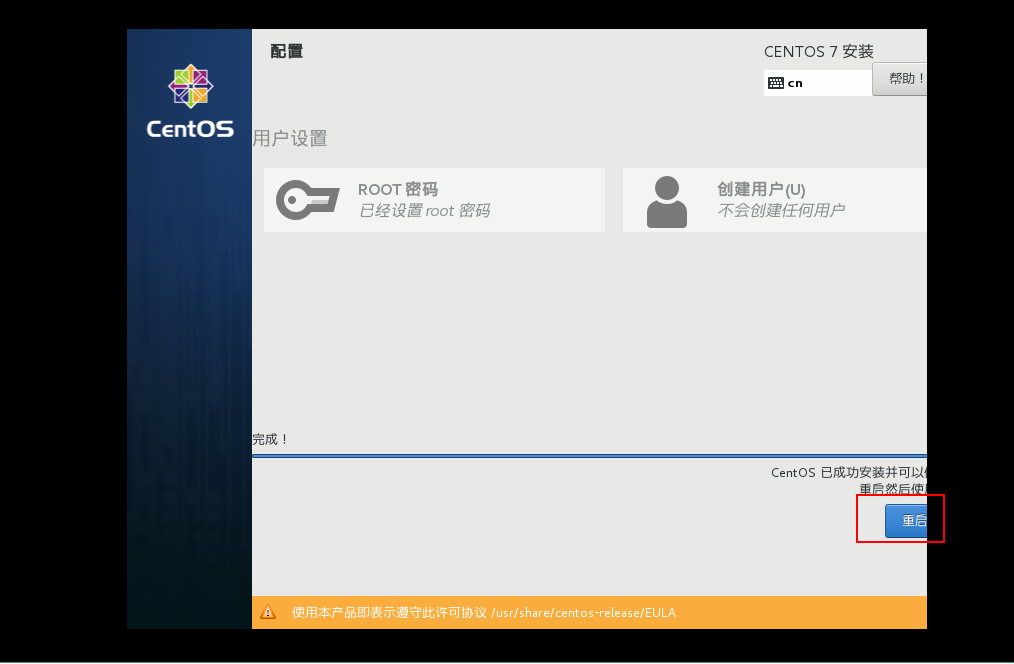 CentOS
配置
CENTOS 7 安装
cn
帮助！
用户设置
ROOT 密码
已经设置 root 密码
创建用户(U)
不会创建任何用户
完成！
CentOS 已成功安装并可以
重启然后使
重启
使用本产品即表示遵守此许可协议 /usr/share/centos-release/EULA